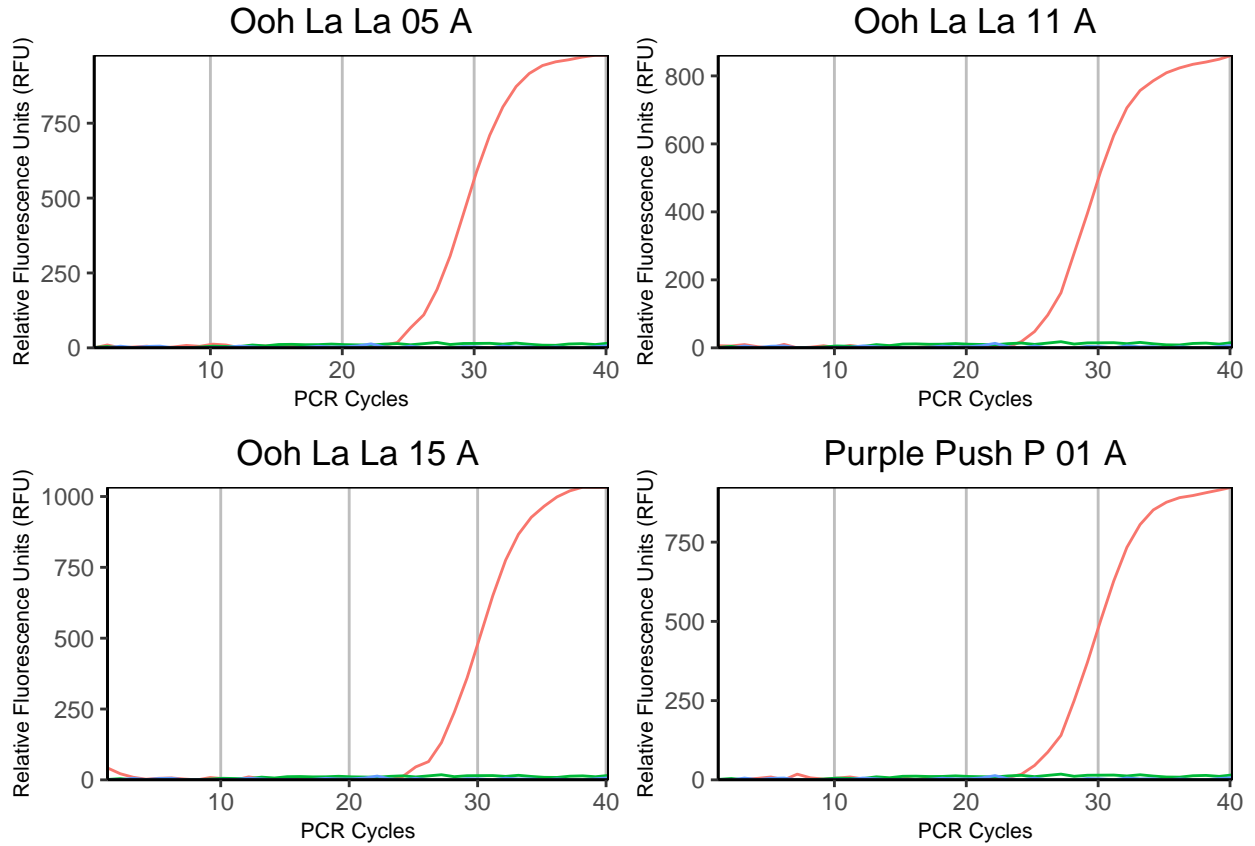 Ooh La La 05 A
Relative Fluorescence Units (RFU)
750
500
250
0
10 20 30 40
PCR Cycles
Ooh La La 11 A
Relative Fluorescence Units (RFU)
800
600
400
200
0
10 20 30 40
PCR Cycles
Ooh La La 15 A
Relative Fluorescence Units (RFU)
1000
750
500
250
0
10 20 30 40
PCR Cycles
Purple Push P 01 A
Relative Fluorescence Units (RFU)
750
500
250
0
10 20 30 40
PCR Cycles